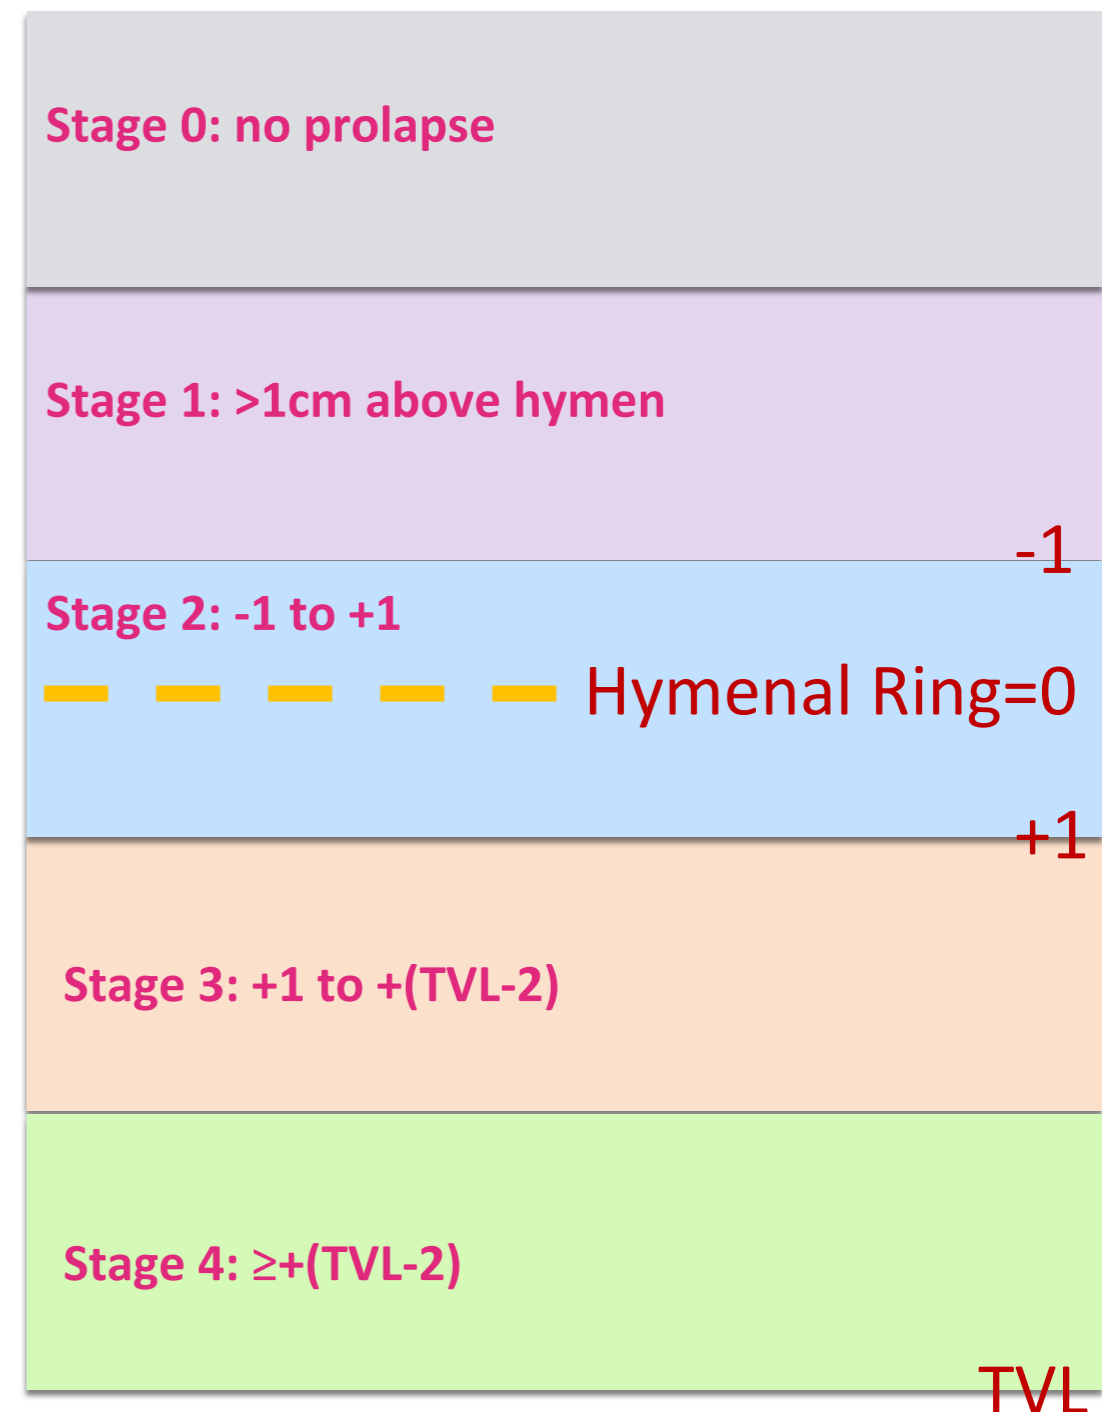 Stage 0: no prolapse
Stage 1: >1cm above hymen
-1
Stage 2: -1 to +1
Hymenal Ring=0
+1
Stage 3: +1 to +(TVL-2)
Stage 4: ≥+(TVL-2)
TVL